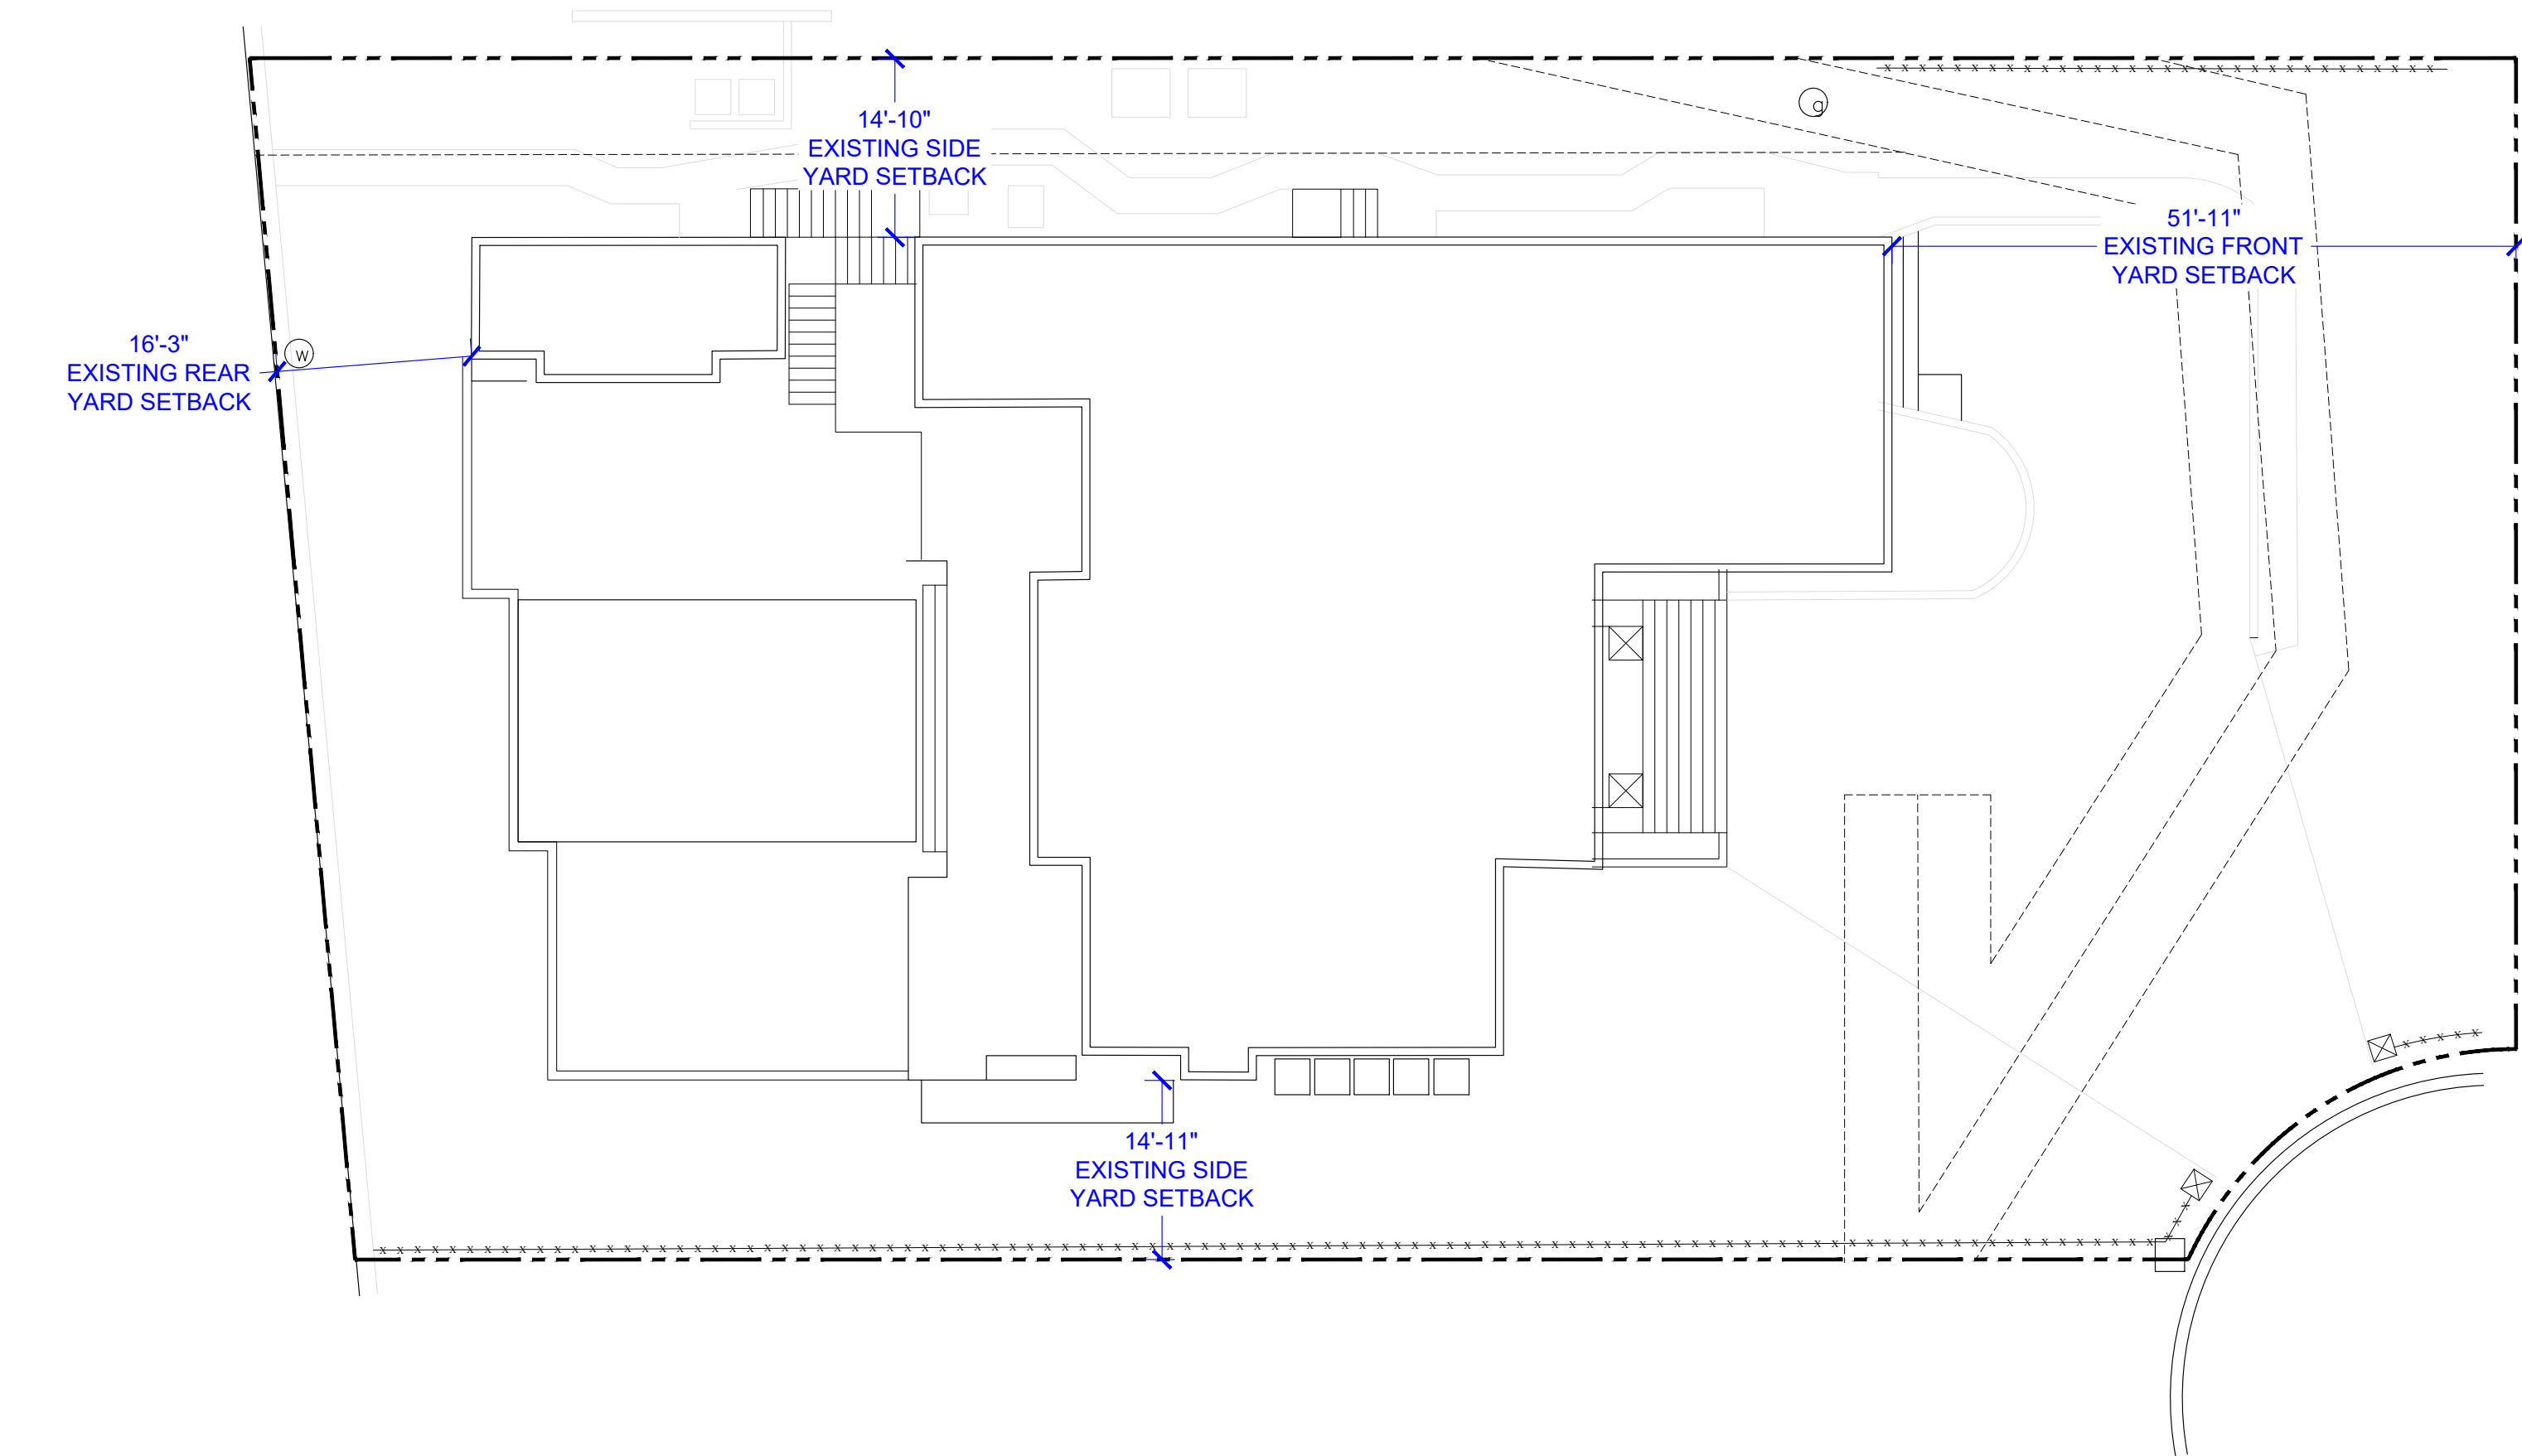 14'-10"
EXISTING SIDE
YARD SETBACK
g
51'-11"
EXISTING FRONT
YARD SETBACK
16'-3"
EXISTING REAR
YARD SETBACK
W
14'-11"
EXISTING SIDE
YARD SETBACK